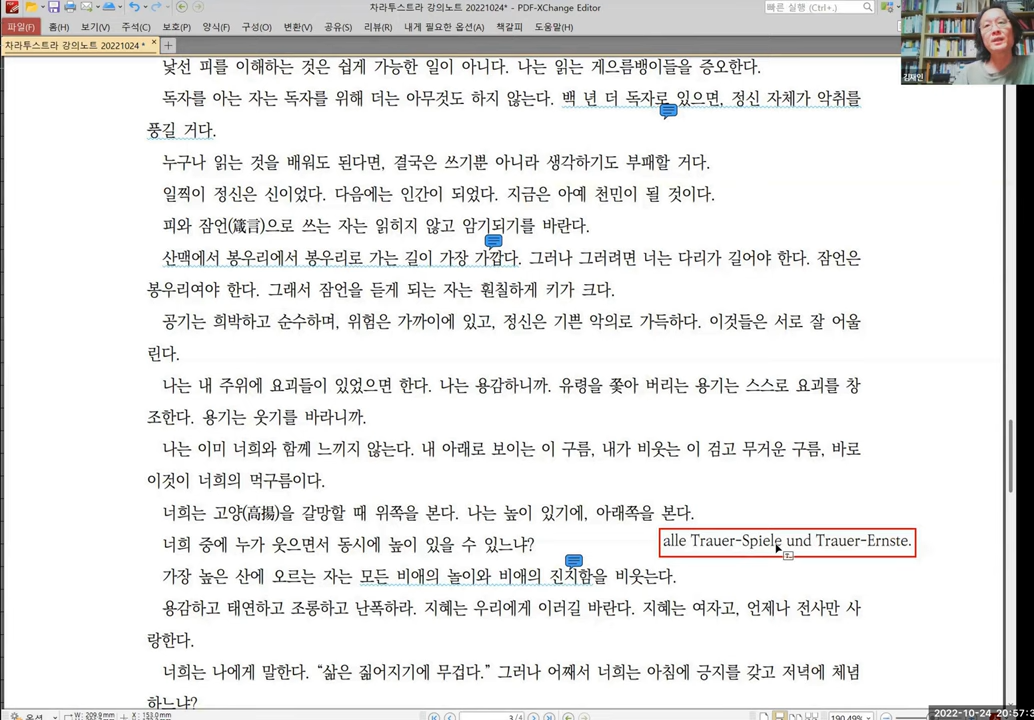 차라투스트라 강의노트 20221024* - PDF-XChange Editor
빠른 실행 (Ctrl+.)
파일(F) 홈(H) 보기(V) 주석(C) 보호(P) 양식(F) 구성(O) 변환(V) 공유(S) 리뷰(R) 내게 필요한 옵션(A) 책갈피 도움말(H)
차라투스트라 강의노트 20221024 *
김재인
낯선 피를 이해하는 것은 쉽게 가능한 일이 아니다. 나는 읽는 게으름뱅이들을 증오한다.
독자를 아는 자는 독자를 위해 더는 아무것도 하지 않는다. 백 년 더 독자로 있으면, 정신 자체가 악취를
풍길 거다.
누구나 읽는 것을 배워도 된다면, 결국은 쓰기뿐 아니라 생각하기도 부패할 거다.
일찍이 정신은 신이었다. 다음에는 인간이 되었다. 지금은 아예 천민이 될 것이다.
피와 잠언(箴言)으로 쓰는 자는 읽히지 않고 암기되기를 바란다.
산맥에서 봉우리에서 봉우리로 가는 길이 가장 가깝다. 그러나 그러려면 너는 다리가 길어야 한다. 잠언은
봉우리여야 한다. 그래서 잠언을 듣게 되는 자는 훤칠하게 키가 크다.
공기는 희박하고 순수하며, 위험은 가까이에 있고, 정신은 기쁜 악의로 가득하다. 이것들은 서로 잘 어울
린다.
나는 내 주위에 요괴들이 있었으면 한다. 나는 용감하니까. 유령을 쫓아 버리는 용기는 스스로 요괴를 창
조한다. 용기는 웃기를 바라니까.
나는 이미 너희와 함께 느끼지 않는다. 내 아래로 보이는 이 구름, 내가 비웃는 이 검고 무거운 구름, 바로
이것이 너희의 먹구름이다.
너희는 고양(高揚)을 갈망할 때 위쪽을 본다. 나는 높이 있기에, 아래쪽을 본다.
너희 중에 누가 웃으면서 동시에 높이 있을 수 있느냐?
alle Trauer-Spiele und Trauer-Ernste.
가장 높은 산에 오르는 자는 모든 비애의 놀이와 비애의 진지함을 비웃는다.
용감하고 태연하고 조롱하고 난폭하라. 지혜는 우리에게 이러길 바란다. 지혜는 여자고, 언제나 전사만 사
랑한다.
너희는 나에게 말한다. “삶은 짊어지기에 무겁다.” 그러나 어째서 너희는 아침에 긍지를 갖고 저녁에 체념
하느냐?
옵션
190.49%
2022-10-24 20:57:3